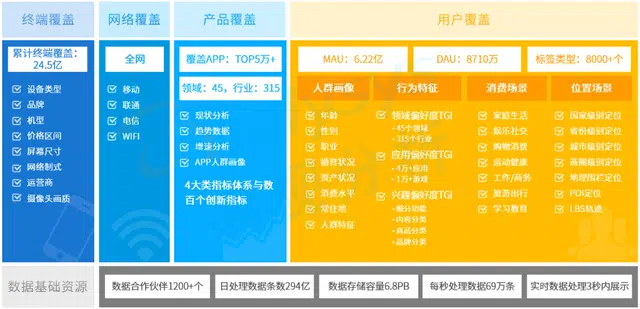 终端覆盖
累计终端覆盖:
24.5亿
设备类型
品牌
机型
价格区间
屏幕尺寸
网络制式
运营商
摄像头画质
网络覆盖
全网
移动
联通
电信
WIFI
产品覆盖
覆盖APP:TOP5万+
领域:45,行业:315
现状分析
趋势数据
增速分析
APP人群画像
4大类指标体系与数
百个创新指标
用户覆盖
MAU:6.22亿
DAU:8710万
标签类型:8000+个
人群画像
年龄
性别
职业
婚育状况
资产状况
消费水平
常住地
人群特征
行为特征
领域偏好度TGI
•45个领域
•315个行业
应用偏好度TGI
•4万+应用
•1万+游戏
兴趣偏好度TGI
•细分功能
•内容分类
•商品分类
•品牌分类
消费场景
家庭生活
娱乐社交
购物消费
运动健康
工作/商务
旅游出行
学习教育
位置场景
国家级别定位
省份级别定位
城市级别定位
商圈级别定位
地理围栏定位
POI定位
LBS轨迹
数据基础资源
数据合作伙伴1200+个
日处理数据条数294亿
数据存储容量6.8PB
每秒处理数据69万条
实时数据处理3秒内展示